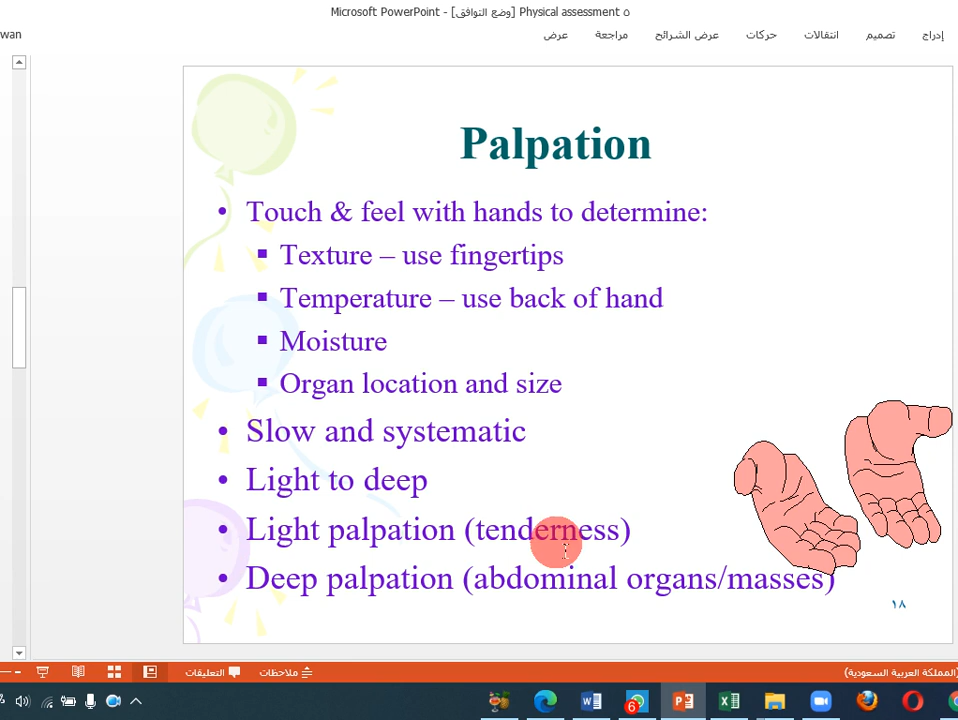 Microsoft PowerPoint - [وضع التوافق] Physical assessment ٥
wan
عرض
مراجعة
عرض الشرائح
حركات
انتقالات
تصميم
إدراج
Palpation
• Touch & feel with hands to determine:
▪ Texture – use fingertips
▪ Temperature – use back of hand
▪ Moisture
▪ Organ location and size
• Slow and systematic
• Light to deep
• Light palpation (tenderness)
• Deep palpation (abdominal organs/masses)
١٨
التعليقات
ملاحظات
(المملكة العربية السعودية)
6